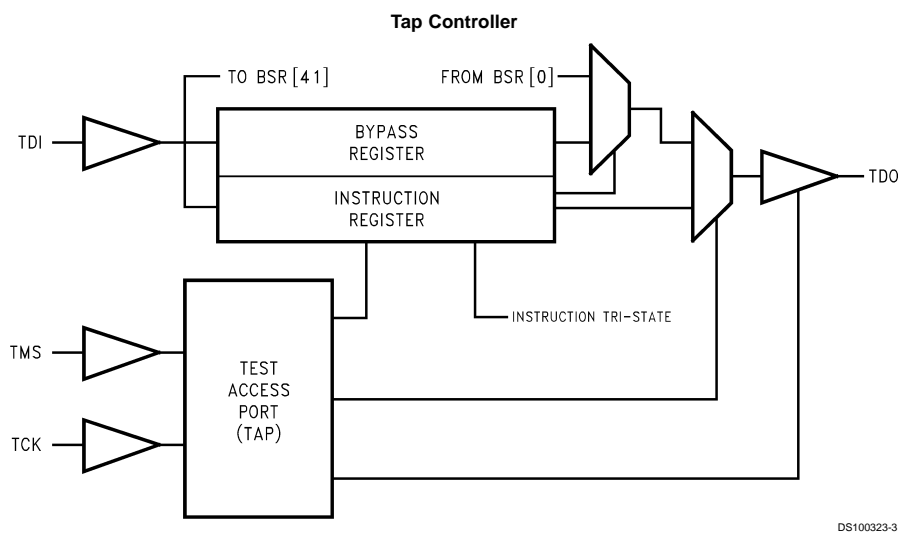 Tap Controller
TO BSR [41]
FROM BSR [0]
TDI
BYPASS
REGISTER
INSTRUCTION
REGISTER
TDO
INSTRUCTION TRI-STATE
TMS
TEST
ACCESS
PORT
(TAP)
TCK
DS100323-3